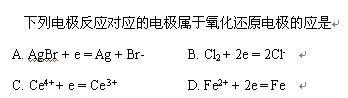 下列电极反应对应的电极属于氧化还原电极的应是
A. AgBr + e = Ag + Br- B. Cl₂ + 2e = 2Cl⁻
C. Ce⁴⁺ + e = Ce³⁺ D. Fe²⁺ + 2e = Fe